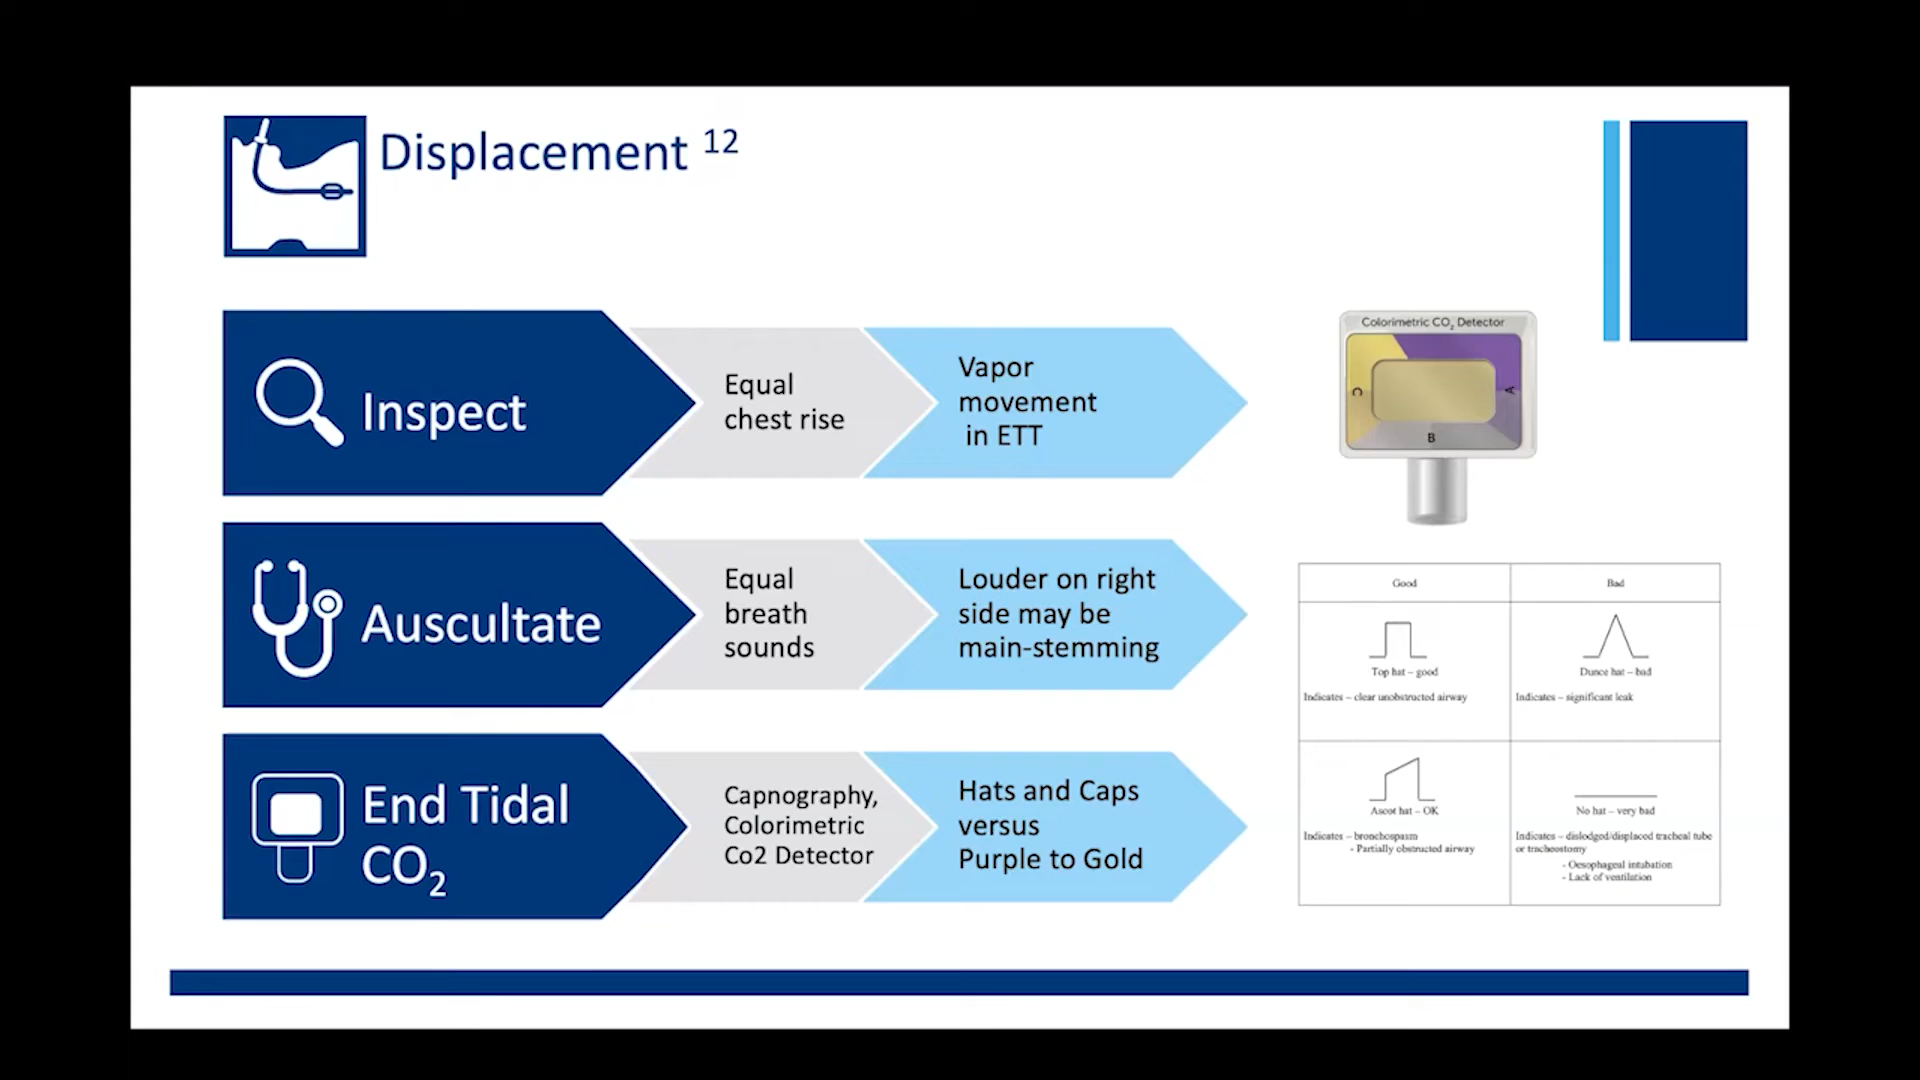 Displacement 12
Inspect
Equal
chest rise
Vapor
movement
in ETT
Auscultate
Equal
breath
sounds
Louder on right
side may be
main-stemming
End Tidal
CO2
Capnography,
Colorimetric
Co2 Detector
Hats and Caps
versus
Purple to Gold
Colorimetric CO2 Detector
C
A
B
Good
Bad
Top hat – good
Indicates – clear unobstructed airway
Dunce hat – bad
Indicates – significant leak
Ascot hat – OK
Indicates – bronchospasm
- Partially obstructed airway
No hat – very bad
Indicates – dislodged/displaced tracheal tube
or tracheostomy
- Oesophageal intubation
- Lack of ventilation